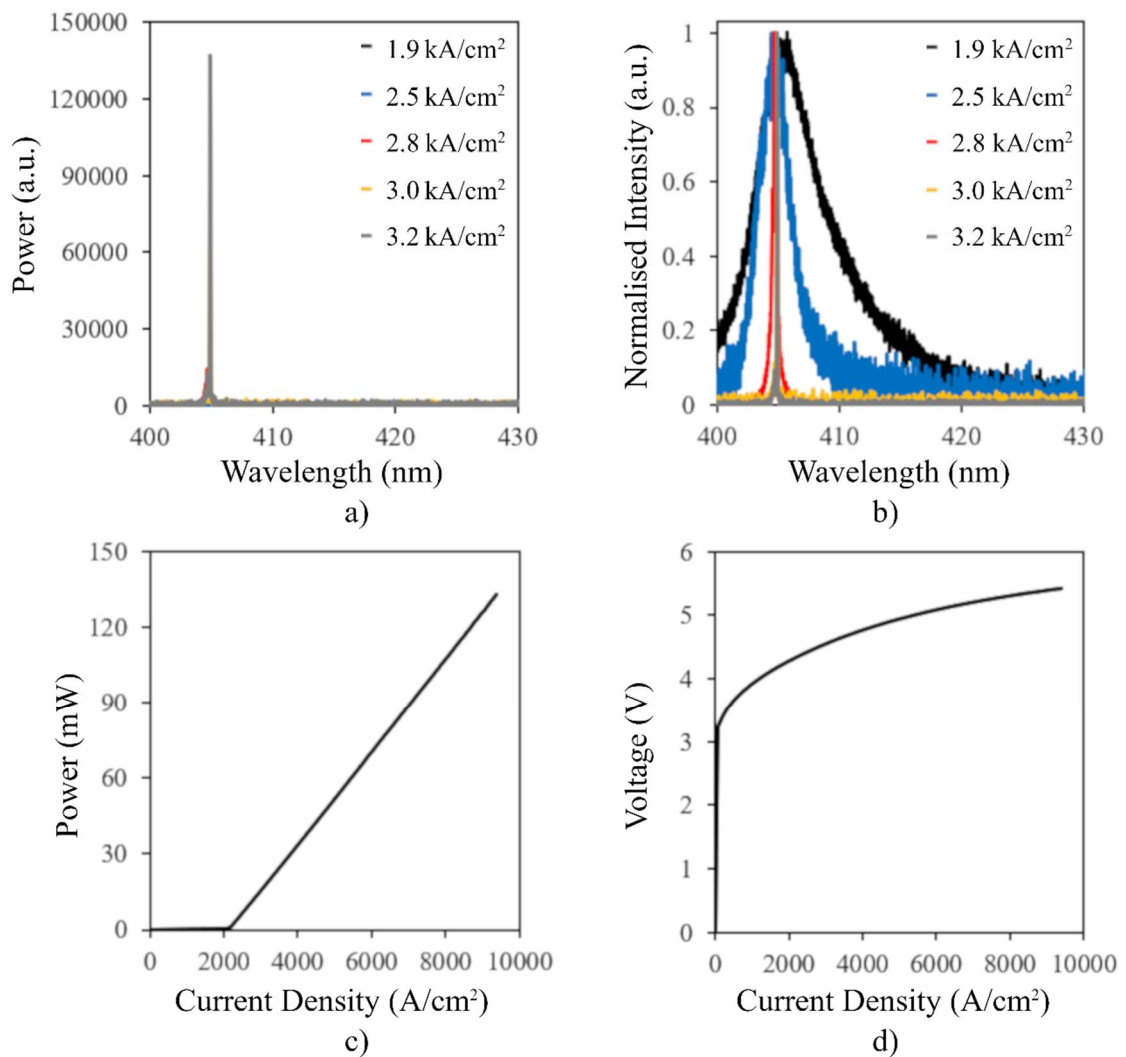 150000
120000
90000
60000
30000
0
Power (a.u.)
1.9 kA/cm²
2.5 kA/cm²
2.8 kA/cm²
3.0 kA/cm²
3.2 kA/cm²
400
410
420
430
Wavelength (nm)
a)
1
0.8
0.6
0.4
0.2
0
Normalised Intensity (a.u.)
1.9 kA/cm²
2.5 kA/cm²
2.8 kA/cm²
3.0 kA/cm²
3.2 kA/cm²
400
410
420
430
Wavelength (nm)
b)
150
120
90
60
30
0
Power (mW)
0
2000
4000
6000
8000
10000
Current Density (A/cm²)
c)
6
5
4
3
2
1
0
Voltage (V)
0
2000
4000
6000
8000
10000
Current Density (A/cm²)
d)